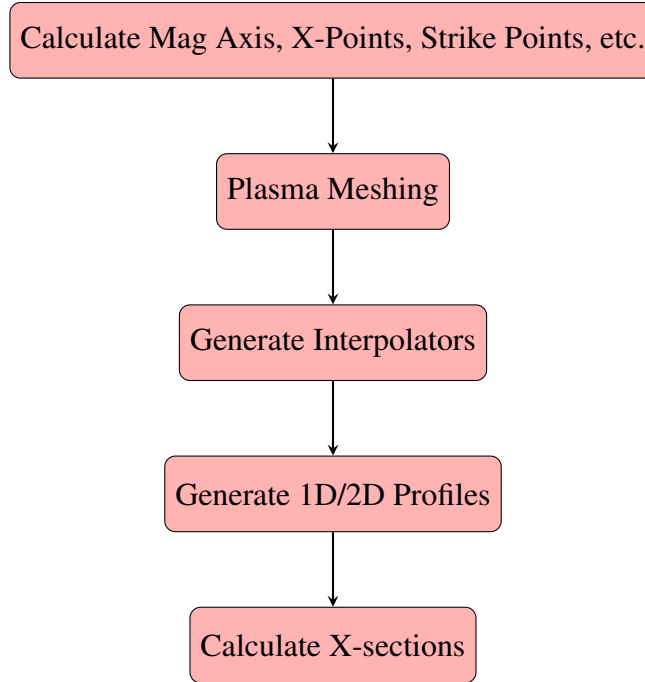 Calculate Mag Axis, X-Points, Strike Points, etc.
Plasma Meshing
Generate Interpolators
Generate 1D/2D Profiles
Calculate X-sections